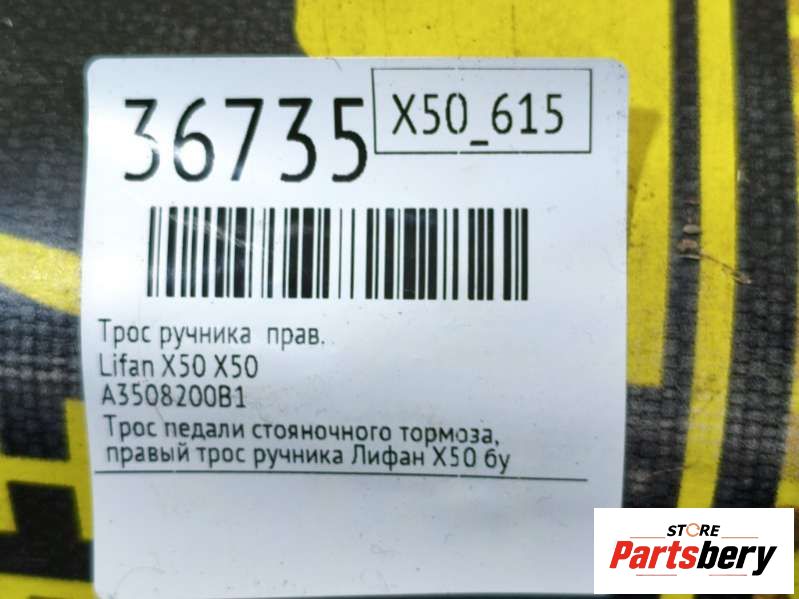 36735
X50_615
Трос ручника прав.
Lifan X50 X50
A3508200B1
Трос педали стояночного тормоза,
правый трос ручника Лифан X50 бу
STORE
Partsbery